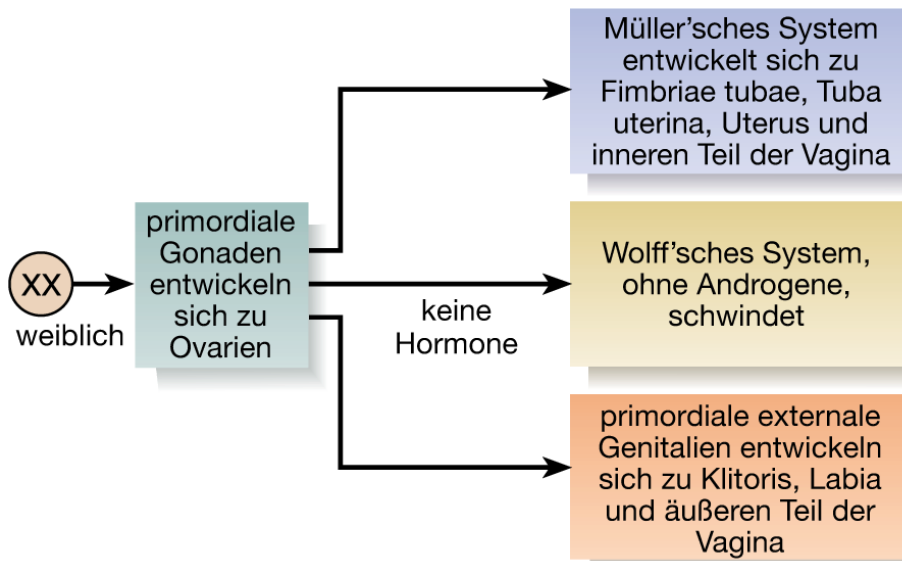 XX
weiblich
primordiale
Gonaden
entwickeln
sich zu
Ovarien
keine
Hormone
Müller’sches System
entwickelt sich zu
Fimbriae tubae, Tuba
uterina, Uterus und
inneren Teil der Vagina
Wolff’sches System,
ohne Androgene,
schwindet
primordiale externale
Genitalien entwickeln
sich zu Klitoris, Labia
und äußeren Teil der
Vagina